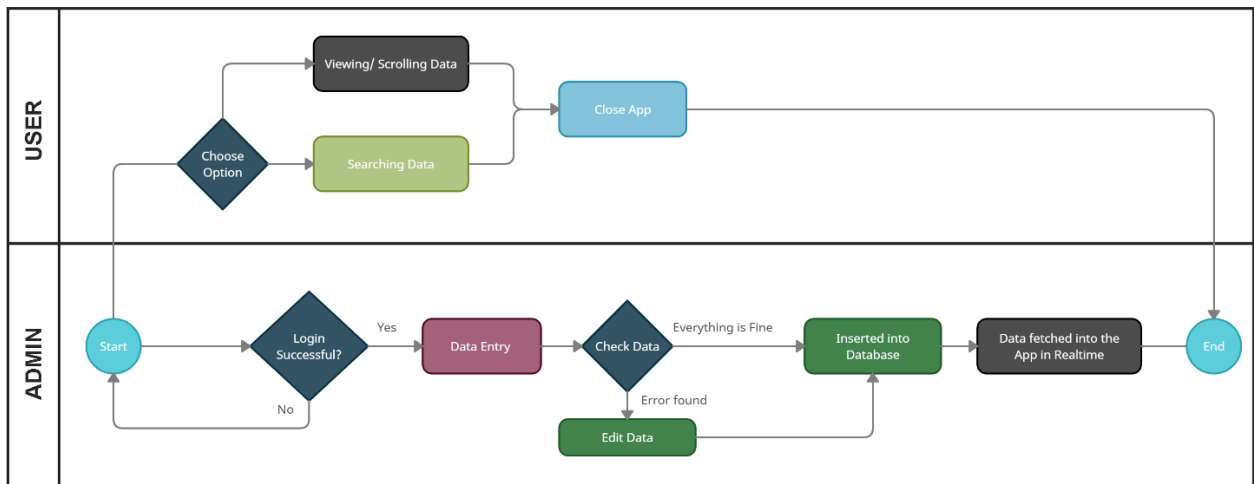 USER
Viewing/ Scrolling Data
Close App
Choose
Option
Searching Data
ADMIN
Start
Login
Successful?
Yes
No
Data Entry
Check Data
Everything is Fine
Error found
Edit Data
Inserted into
Database
Data fetched into the
App in Realtime
End